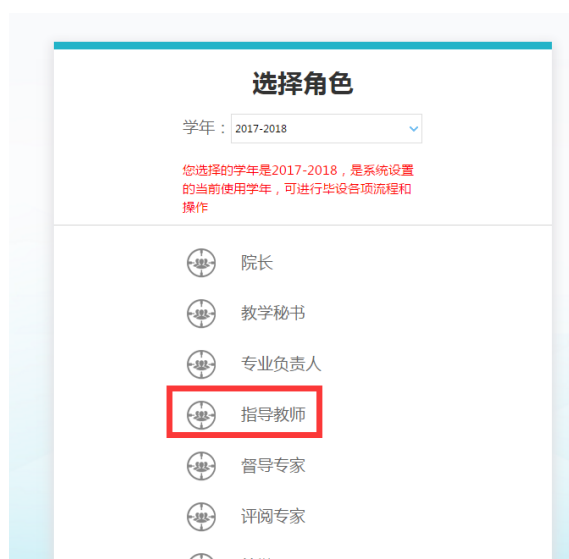 选择角色
学年：2017-2018
您选择的学年是2017-2018，是系统设置
的当前使用学年，可进行毕设各项流程和
操作
院长
教学秘书
专业负责人
指导教师
督导专家
评阅专家